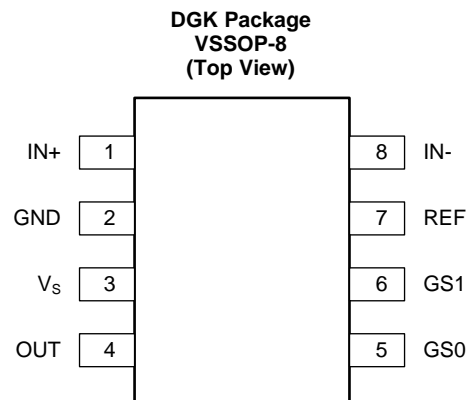 DGK Package
VSSOP-8
(Top View)
IN+ 1 8 IN-
GND 2 7 REF
VS 3 6 GS1
OUT 4 5 GS0